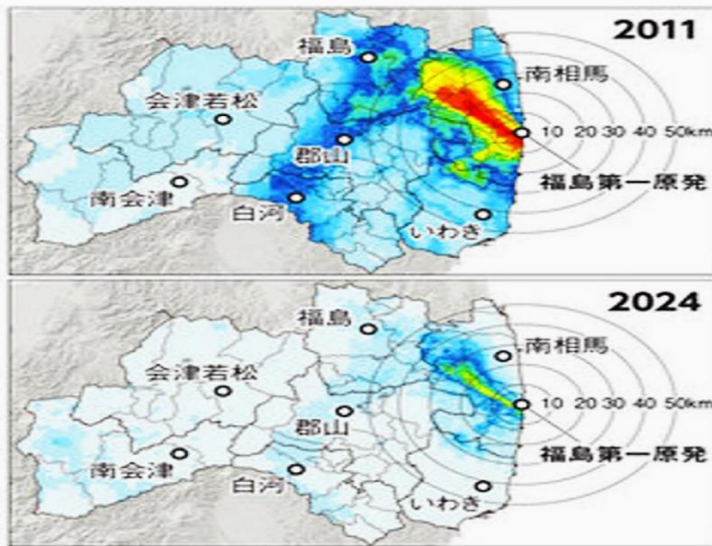 2011
福島
南相馬
会津若松
郡山
10 20 30 40 50km
福島第一原発
南会津
白河
いわき
2024
福島
南相馬
会津若松
郡山
10 20 30 40 50km
福島第一原発
南会津
白河
いわき